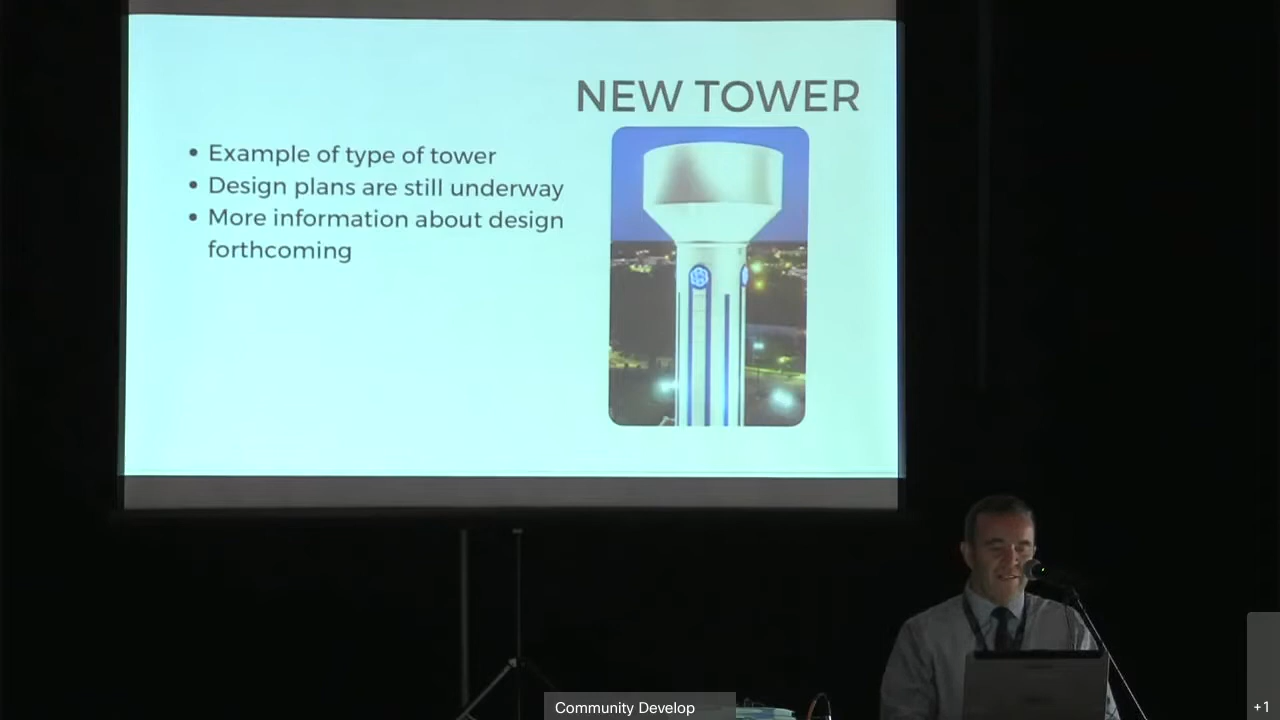 NEW TOWER
• Example of type of tower
• Design plans are still underway
• More information about design
forthcoming
Community Develop
+1